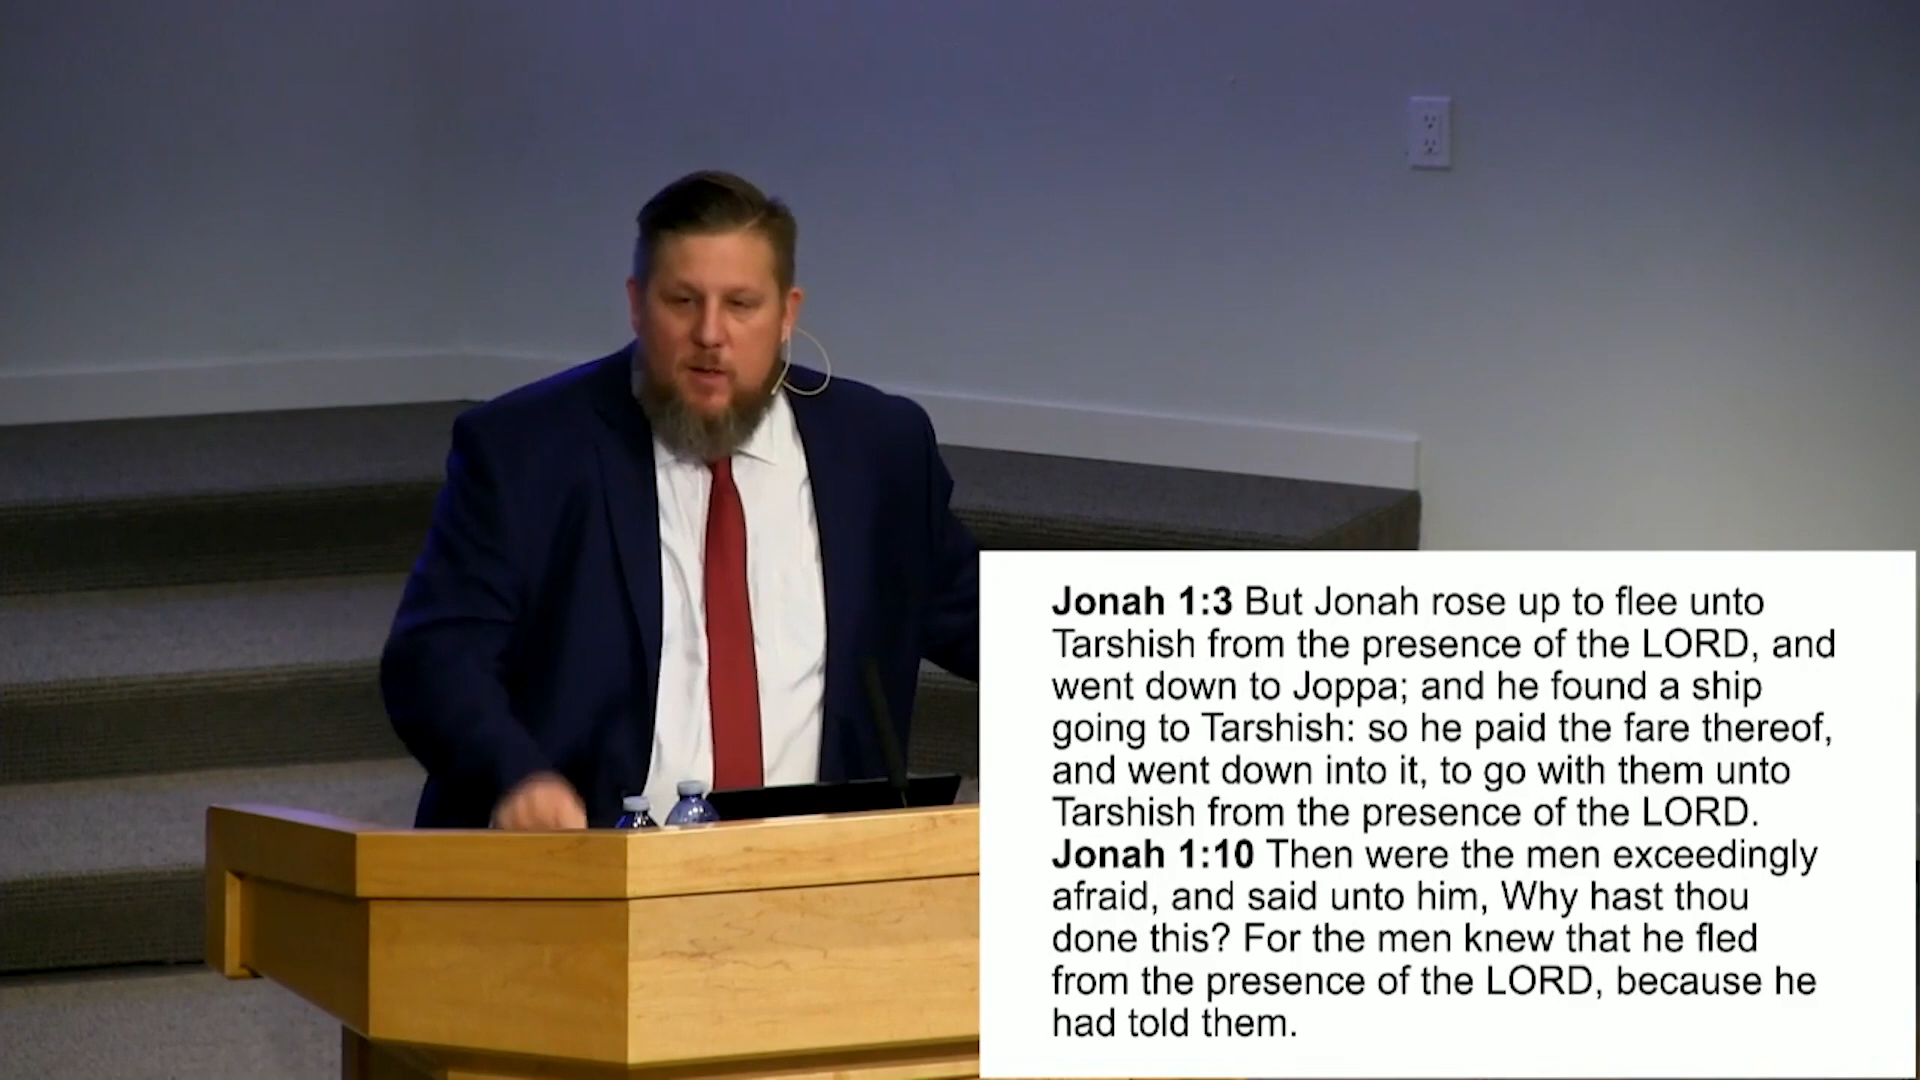 Jonah 1:3 But Jonah rose up to flee unto
Tarshish from the presence of the LORD, and
went down to Joppa; and he found a ship
going to Tarshish: so he paid the fare thereof,
and went down into it, to go with them unto
Tarshish from the presence of the LORD.
Jonah 1:10 Then were the men exceedingly
afraid, and said unto him, Why hast thou
done this? For the men knew that he fled
from the presence of the LORD, because he
had told them.